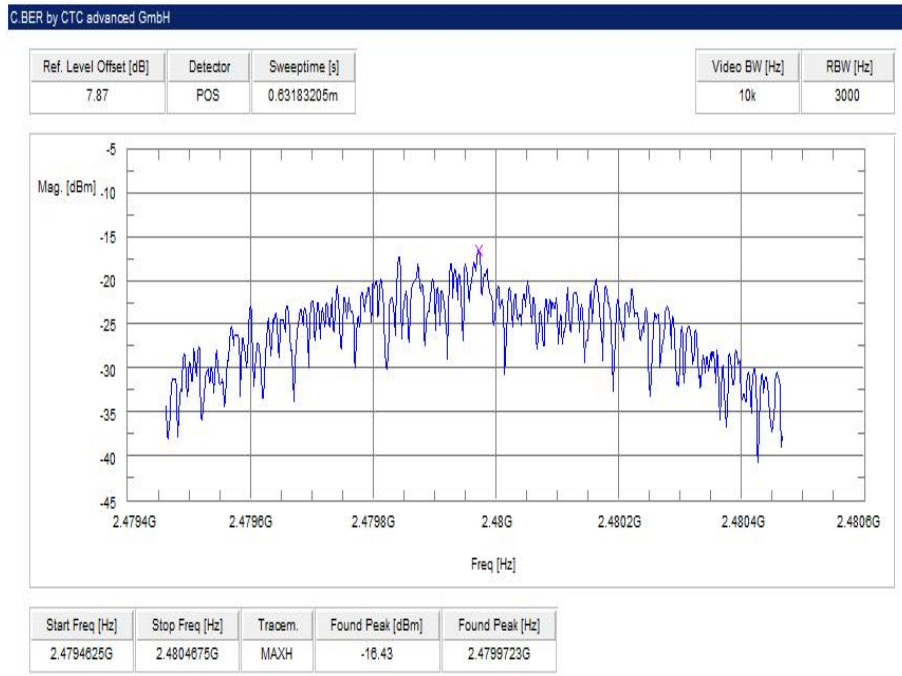 C.BER by CTC advanced GmbH
Ref. Level Offset [dB] Detector Sweeptime [s] Video BW [Hz] RBW [Hz]
7.87 POS 0.63183205m 10k 3000
-5
Mag. [dBm] -10
-15
-20
-25
-30
-35
-40
-45
2.4794G 2.4796G 2.4798G 2.48G 2.4802G 2.4804G 2.4806G
Freq [Hz]
Start Freq [Hz] Stop Freq [Hz] Tracem. Found Peak [dBm] Found Peak [Hz]
2.4794625G 2.4804675G MAXH -16.43 2.4799723G